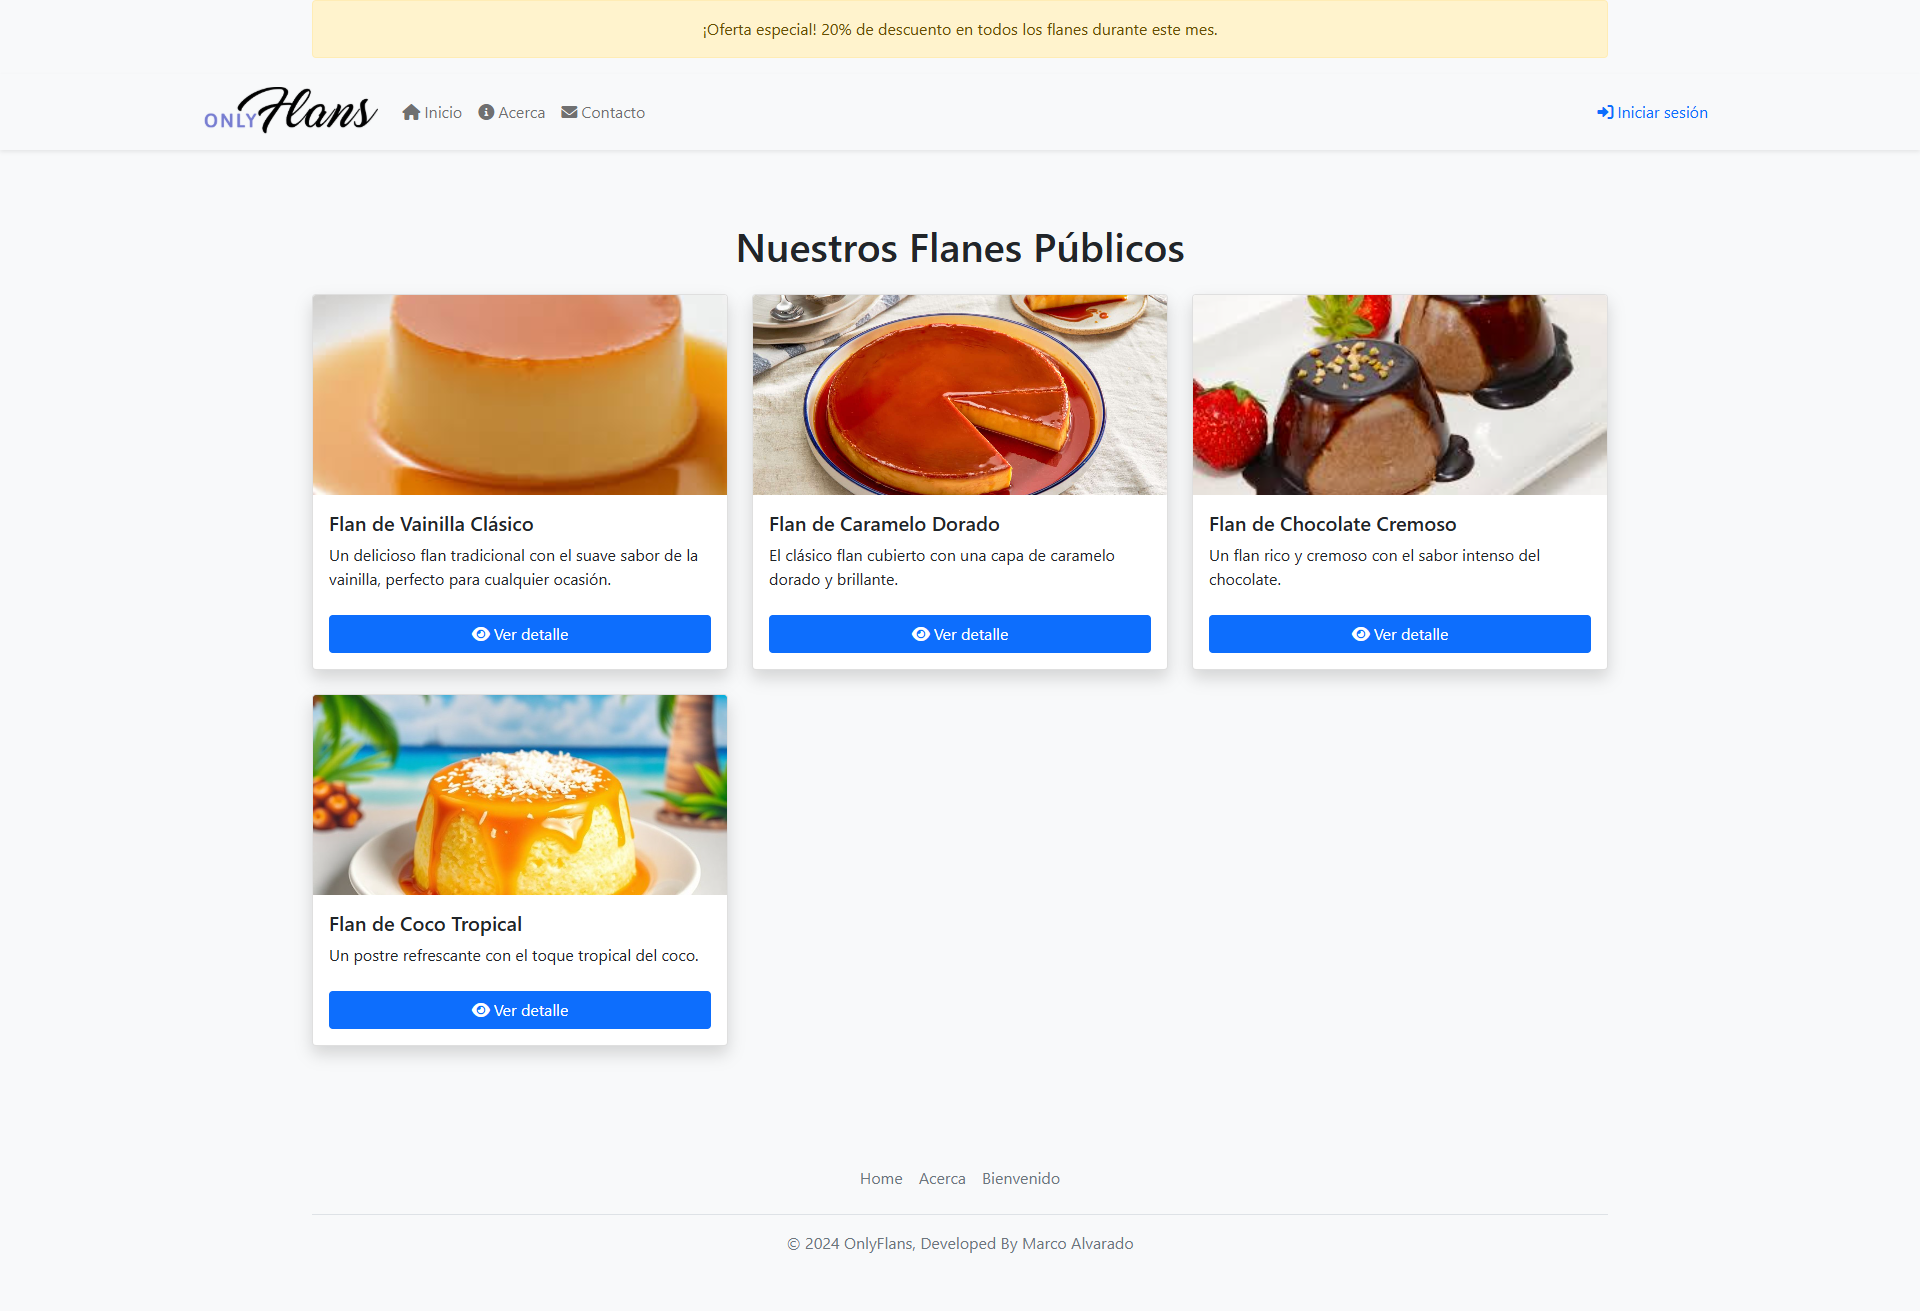 ¡Oferta especial! 20% de descuento en todos los flanes durante este mes.
ONLY Flans
Inicio
Acerca
Contacto
Iniciar sesión
Nuestros Flanes Públicos
Flan de Vainilla Clásico
Un delicioso flan tradicional con el suave sabor de la
vainilla, perfecto para cualquier ocasión.
Ver detalle
Flan de Caramelo Dorado
El clásico flan cubierto con una capa de caramelo
dorado y brillante.
Ver detalle
Flan de Chocolate Cremoso
Un flan rico y cremoso con el sabor intenso del
chocolate.
Ver detalle
Flan de Coco Tropical
Un postre refrescante con el toque tropical del coco.
Ver detalle
Home
Acerca
Bienvenido
© 2024 OnlyFlans, Developed By Marco Alvarado